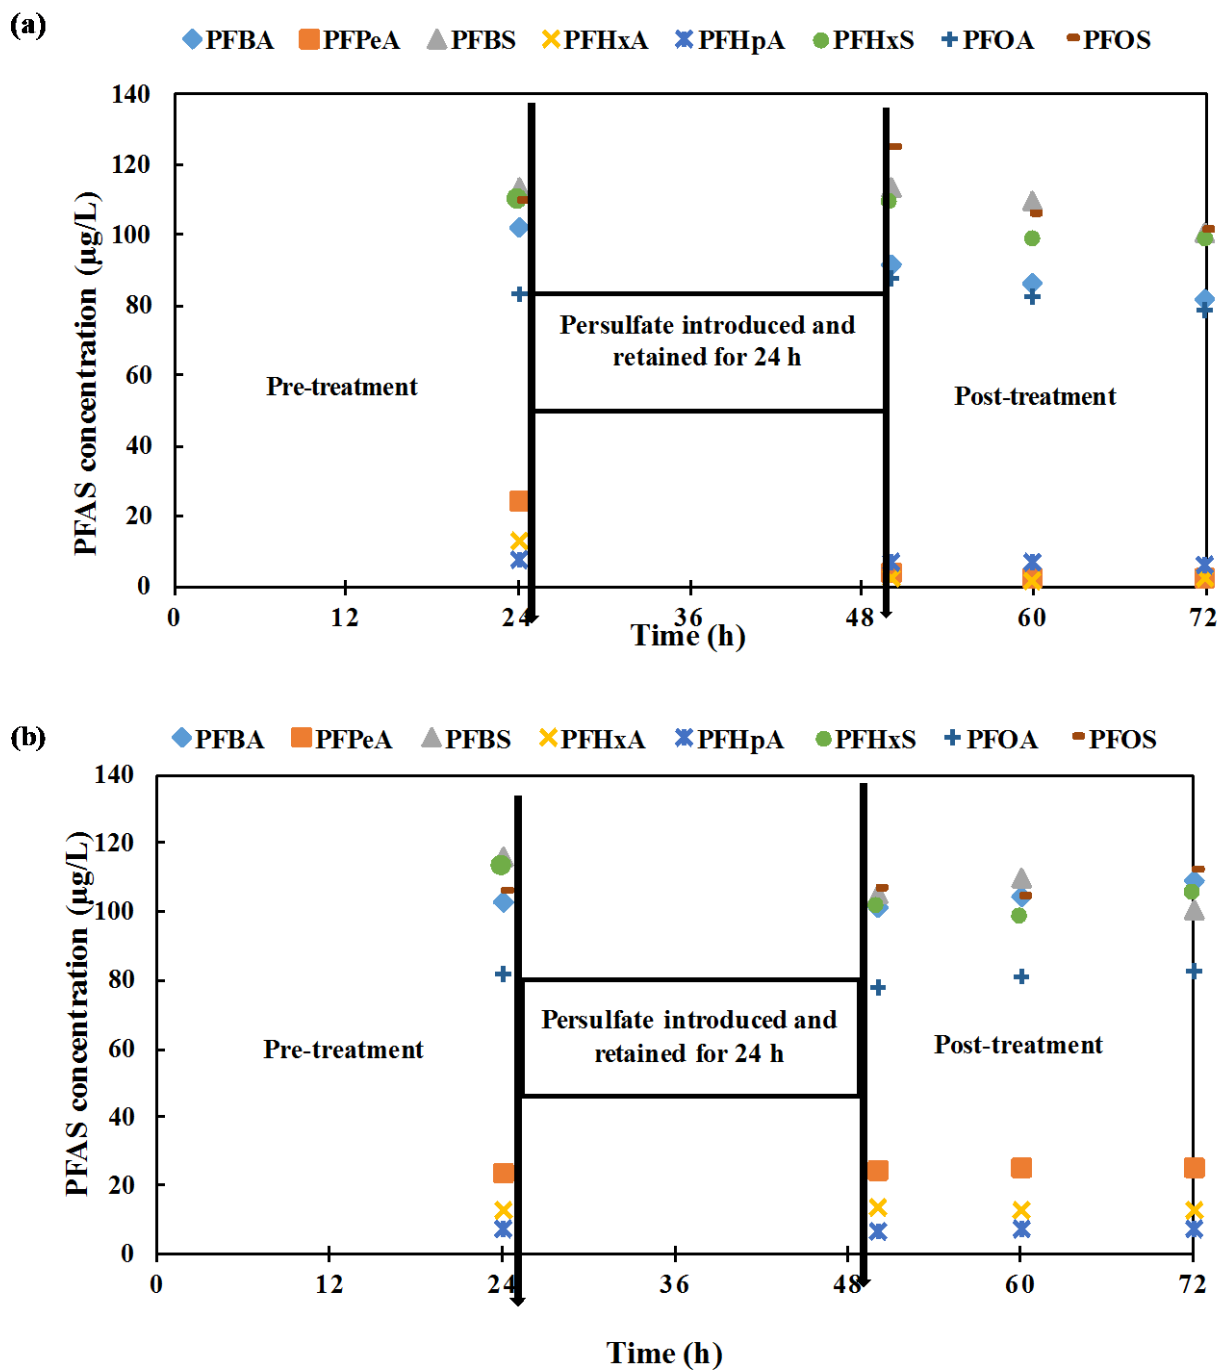 (a)
PFBA PFPeA PFBS PFHxA PFHpA PFHxS PFOA PFOS
PFAS concentration (µg/L)
140
120
100
80
60
40
20
0
Persulfate introduced and
retained for 24 h
Pre-treatment
Post-treatment
0 12 24 36 48 60 72
Time (h)
(b)
PFBA PFPeA PFBS PFHxA PFHpA PFHxS PFOA PFOS
PFAS concentration (µg/L)
140
120
100
80
60
40
20
0
Persulfate introduced and
retained for 24 h
Pre-treatment
Post-treatment
0 12 24 36 48 60 72
Time (h)